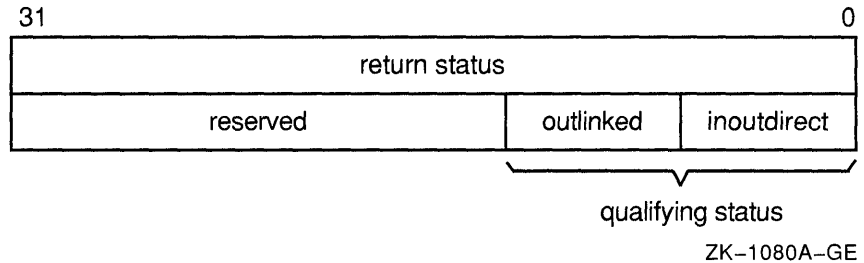 31 0
return status
reserved outlinked inoutdirect
qualifying status
ZK–1080A–GE